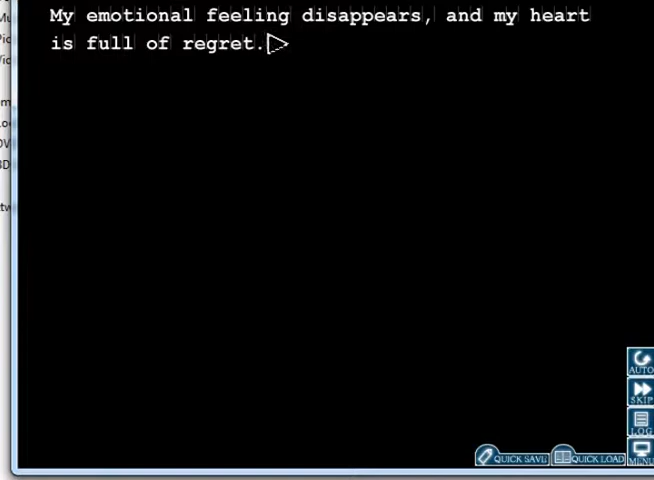 My emotional feeling disappears, and my heart
is full of regret.
AUTO
SKIP
LOG
QUICK SAVE
QUICK LOAD
MENU